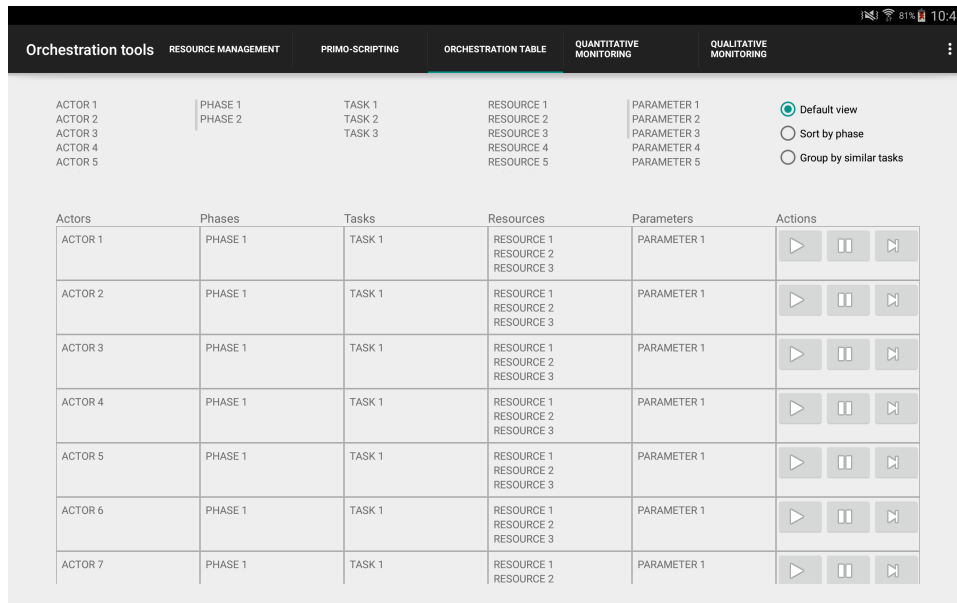 81% 10:4
Orchestration tools RESOURCE MANAGEMENT PRIMO-SCRIPTING ORCHESTRATION TABLE QUANTITATIVE MONITORING QUALITATIVE MONITORING
ACTOR 1 PHASE 1 TASK 1 RESOURCE 1 PARAMETER 1 Default view
ACTOR 2 PHASE 2 TASK 2 RESOURCE 2 PARAMETER 2
ACTOR 3 TASK 3 RESOURCE 3 PARAMETER 3 Sort by phase
ACTOR 4 RESOURCE 4 PARAMETER 4
ACTOR 5 RESOURCE 5 PARAMETER 5 Group by similar tasks
Actors Phases Tasks Resources Parameters Actions
ACTOR 1 PHASE 1 TASK 1 RESOURCE 1 PARAMETER 1
RESOURCE 2
RESOURCE 3
ACTOR 2 PHASE 1 TASK 1 RESOURCE 1 PARAMETER 1
RESOURCE 2
RESOURCE 3
ACTOR 3 PHASE 1 TASK 1 RESOURCE 1 PARAMETER 1
RESOURCE 2
RESOURCE 3
ACTOR 4 PHASE 1 TASK 1 RESOURCE 1 PARAMETER 1
RESOURCE 2
RESOURCE 3
ACTOR 5 PHASE 1 TASK 1 RESOURCE 1 PARAMETER 1
RESOURCE 2
RESOURCE 3
ACTOR 6 PHASE 1 TASK 1 RESOURCE 1 PARAMETER 1
RESOURCE 2
RESOURCE 3
ACTOR 7 PHASE 1 TASK 1 RESOURCE 1 PARAMETER 1
RESOURCE 2